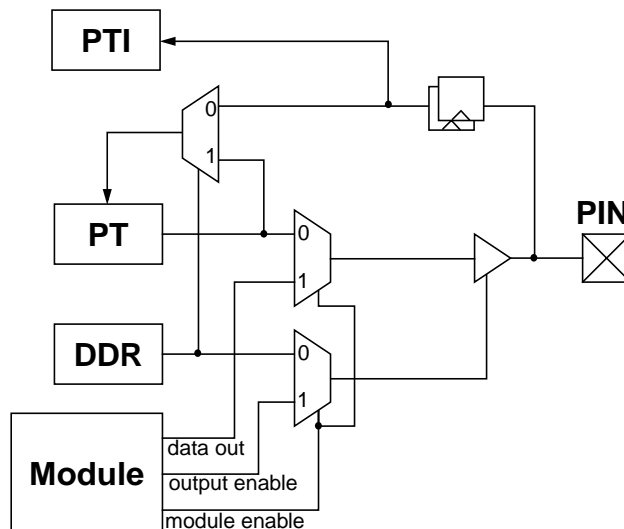 PTI
0
1
PT
PIN
0
1
DDR
0
1
Module
data out
output enable
module enable